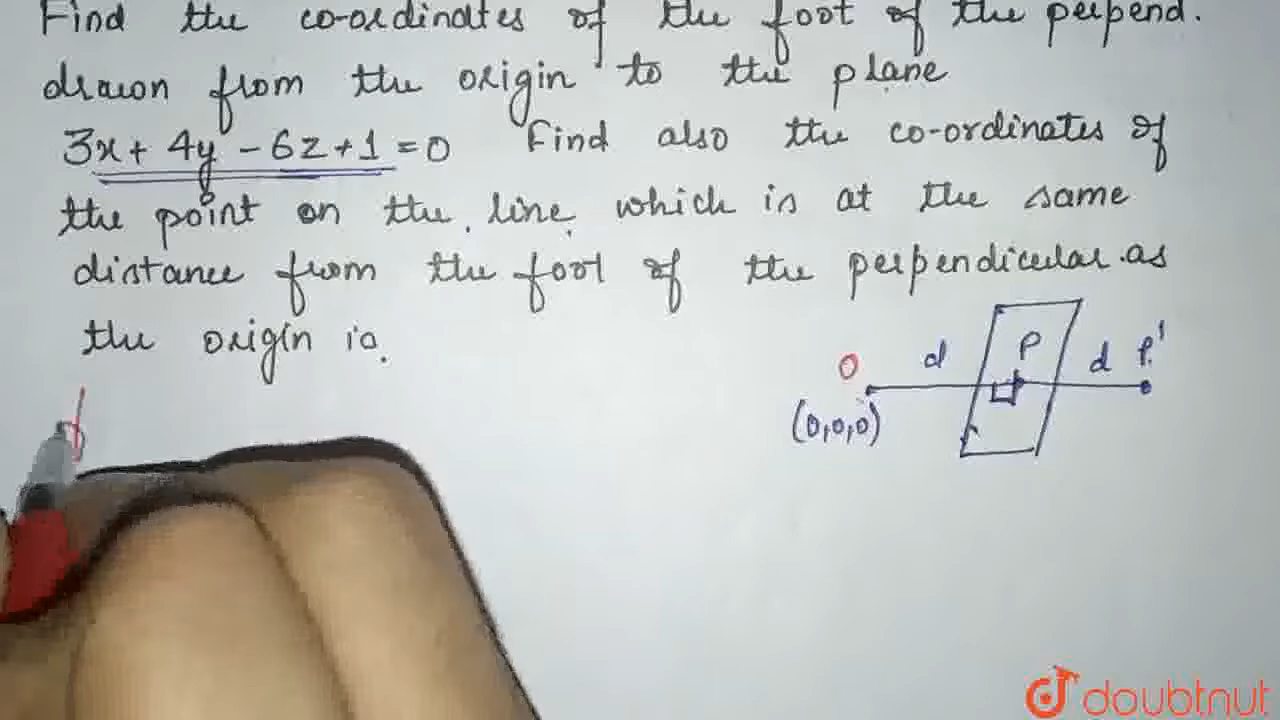 Find the co-ordinates of the foot of the perpend.
drawn from the origin to the plane
3x + 4y - 6z + 1 = 0 Find also the co-ordinates of
the point on the line which is at the same
distance from the foot of the perpendicular as
the origin is.
O d P d P'
(0,0,0)
doubtnut